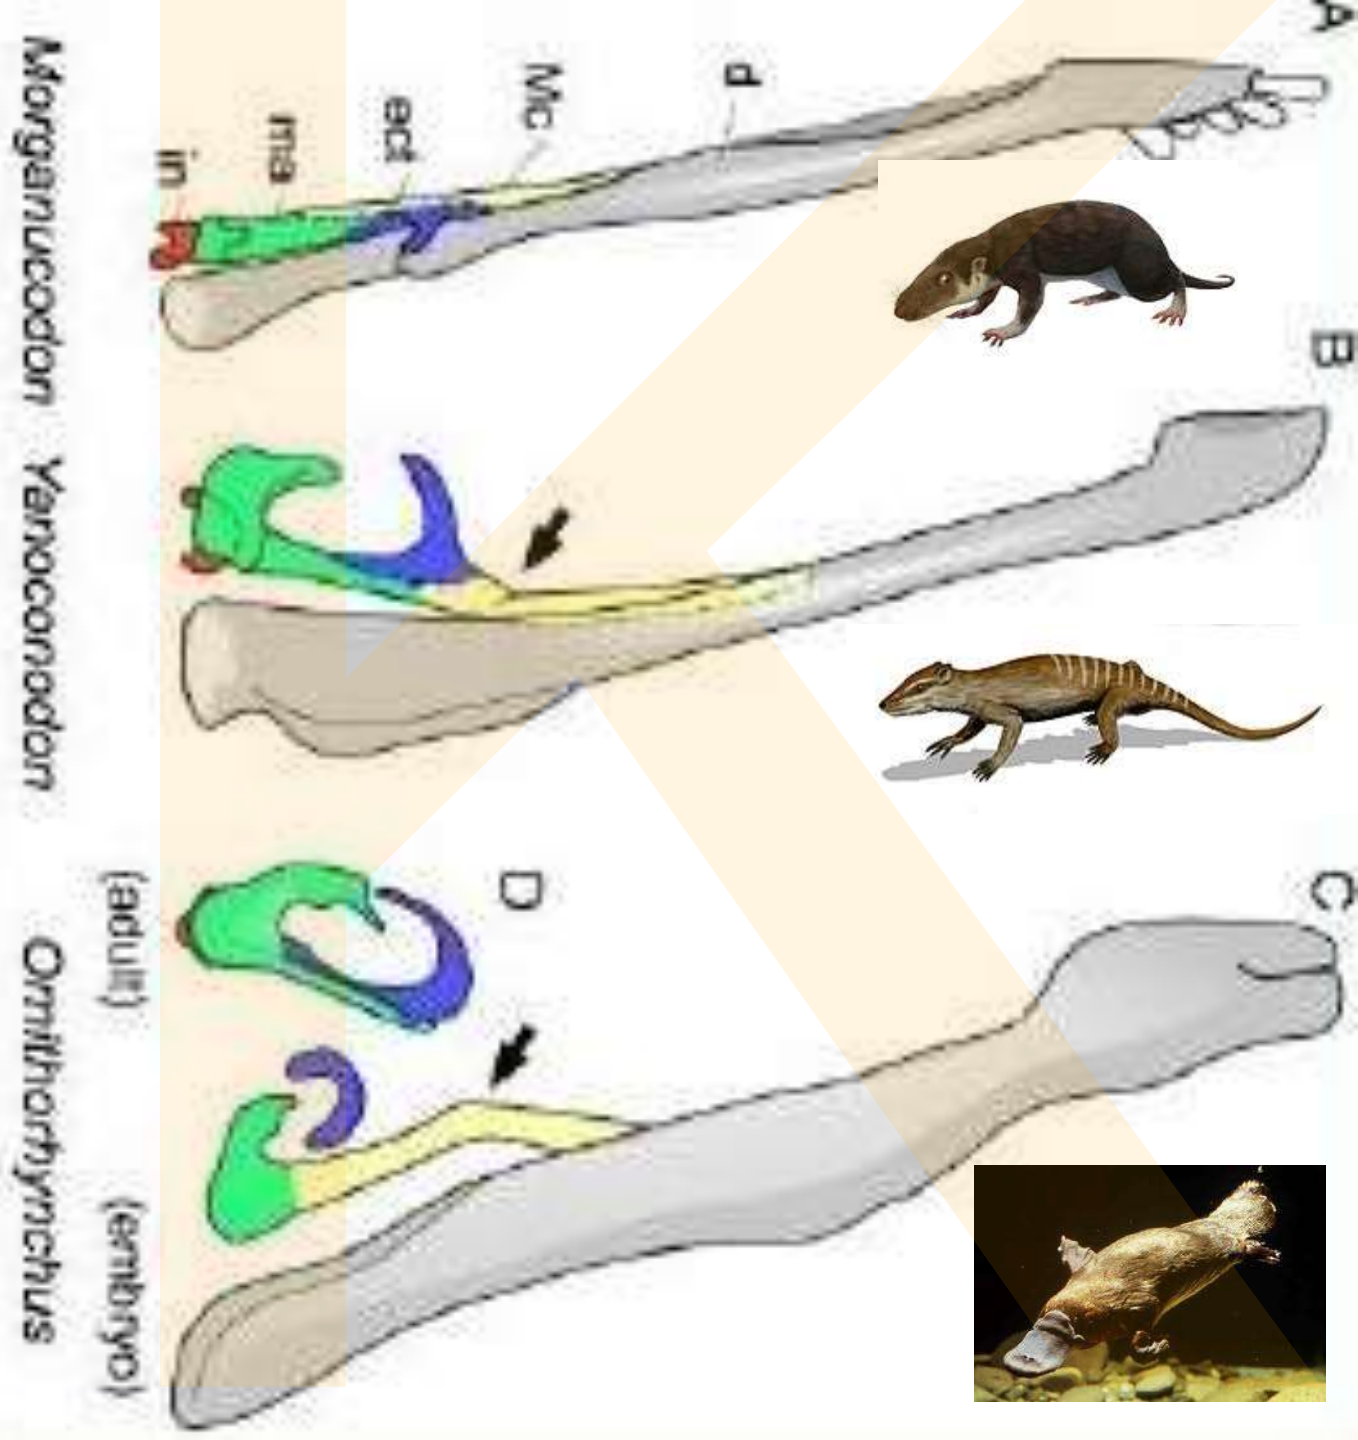 A
d
Mc
ect
ma
in
Morganucodon
B
Yanoconodon
C
D
(adult)
(embryo)
Ornithorhynchus